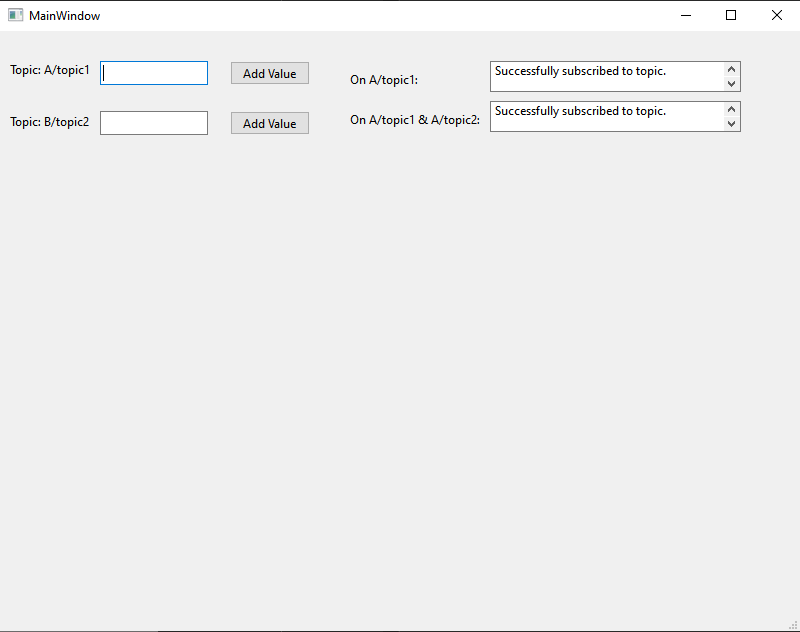 MainWindow
Topic: A/topic1
Add Value
On A/topic1:
Successfully subscribed to topic.
Topic: B/topic2
Add Value
On A/topic1 & A/topic2:
Successfully subscribed to topic.